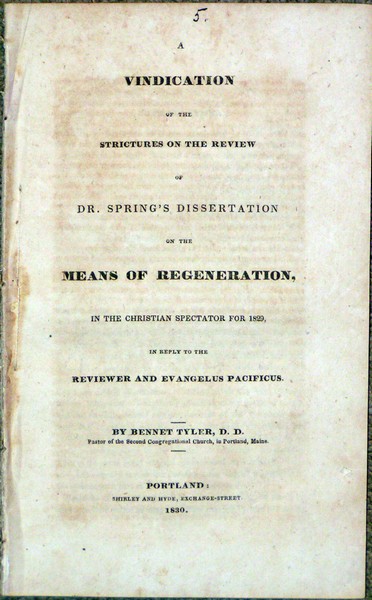 5.
A
VINDICATION
OF THE
STRICTURES ON THE REVIEW
OF
DR. SPRING'S DISSERTATION
ON THE
MEANS OF REGENERATION,
IN THE CHRISTIAN SPECTATOR FOR 1829,
IN REPLY TO THE
REVIEWER AND EVANGELUS PACIFICUS.
BY BENNET TYLER, D. D.
Pastor of the Second Congregational Church, in Portland, Maine.
PORTLAND:
SHIRLEY AND HYDE, EXCHANGE-STREET
1830.